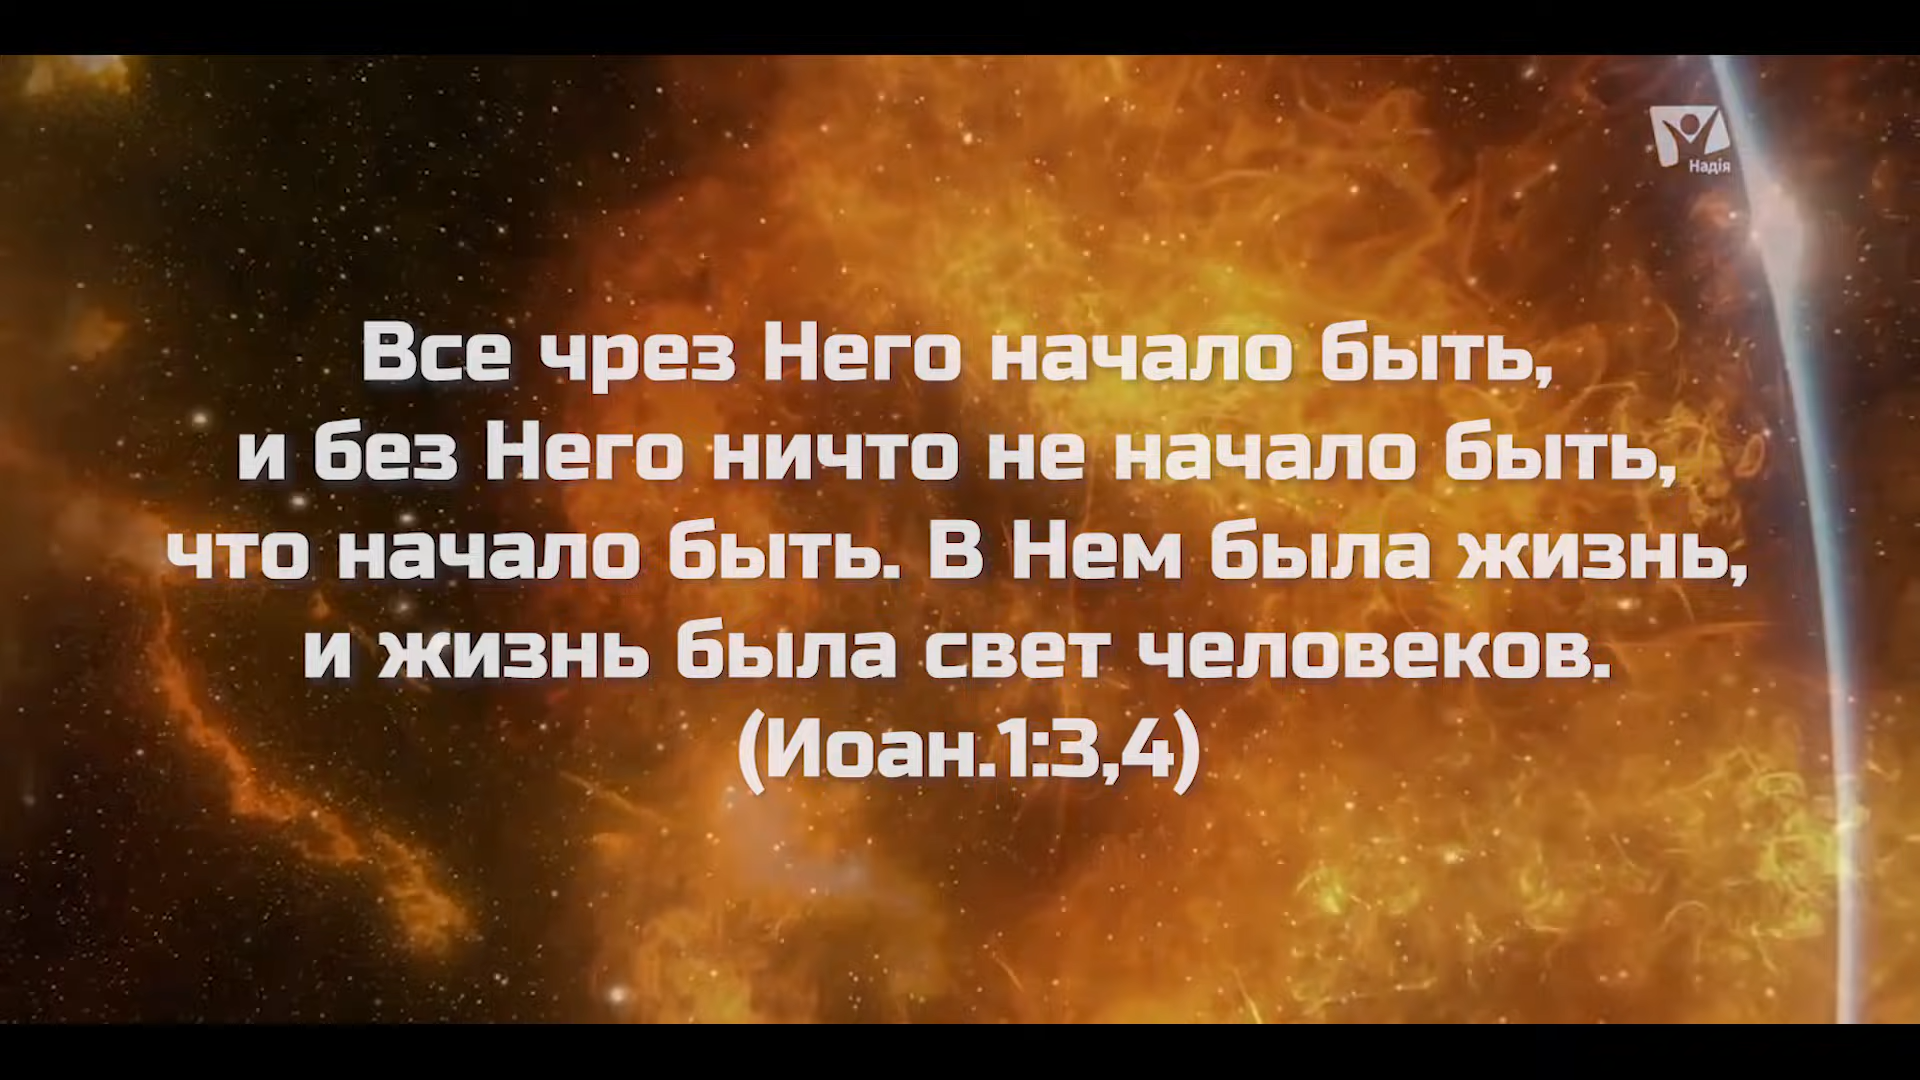 Надія
Все чрез Него начало быть,
и без Него ничто не начало быть,
что начало быть. В Нем была жизнь,
и жизнь была свет человеков.
(Иоан.1:3,4)